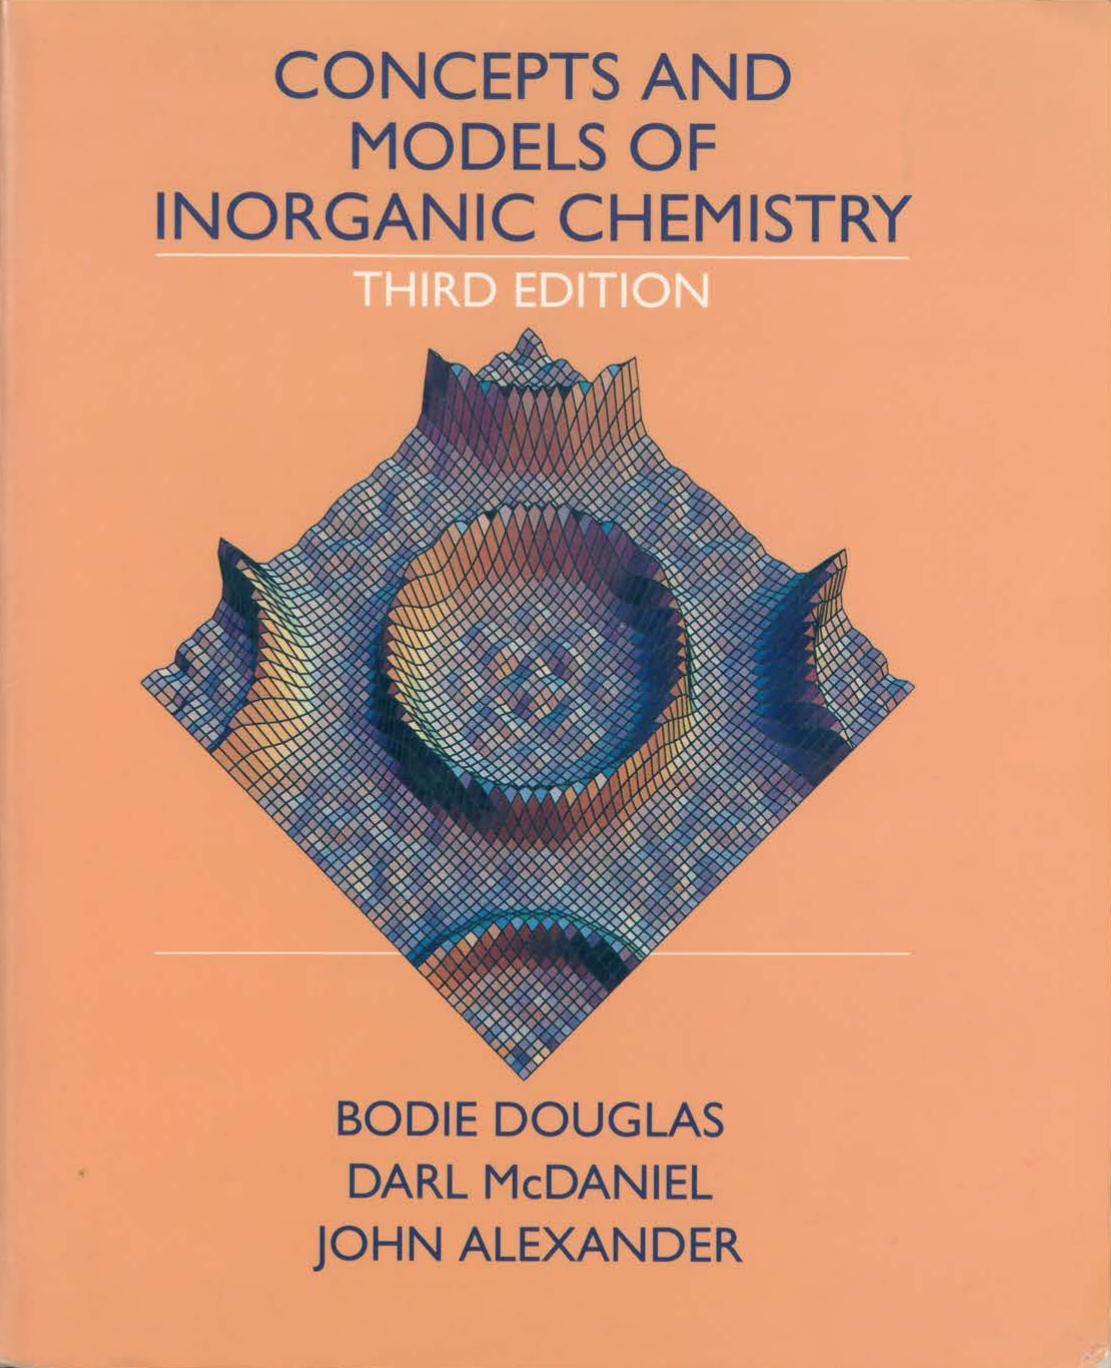 CONCEPTS AND
MODELS OF
INORGANIC CHEMISTRY
THIRD EDITION
BODIE DOUGLAS
DARL McDANIEL
JOHN ALEXANDER